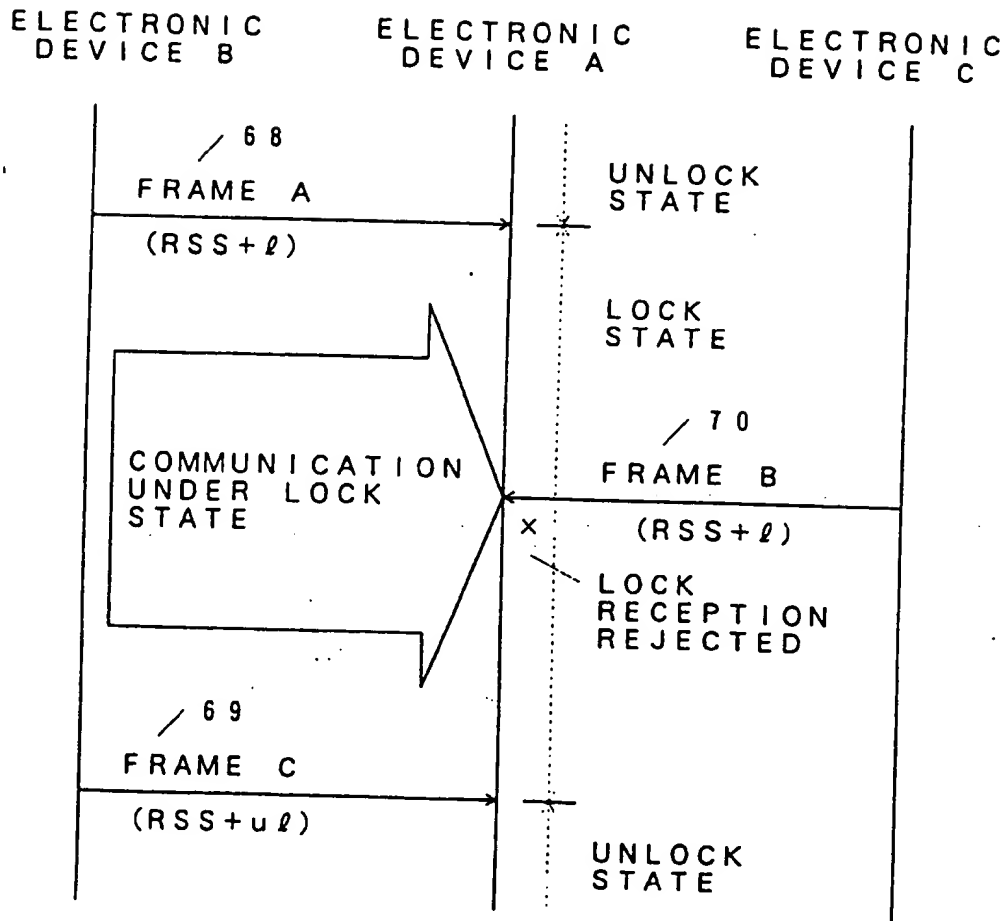 ELECTRONIC
DEVICE B
ELECTRONIC
DEVICE A
ELECTRONIC
DEVICE C
68
FRAME A
(RSS+ℓ)
UNLOCK
STATE
LOCK
STATE
70
FRAME B
(RSS+ℓ)
COMMUNICATION
UNDER LOCK
STATE
×
LOCK
RECEPTION
REJECTED
69
FRAME C
(RSS+uℓ)
UNLOCK
STATE